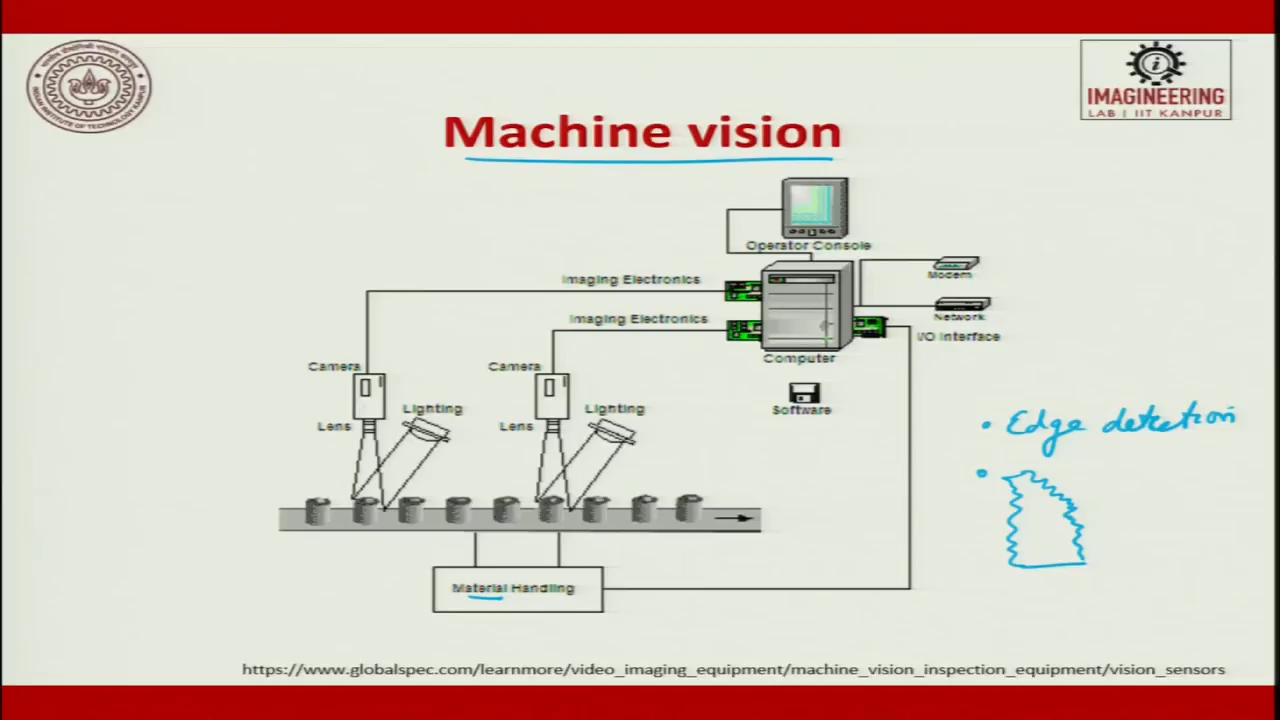 IMAGINEERING
LAB | IIT KANPUR
Machine vision
Operator Console
Imaging Electronics
Modem
Imaging Electronics
Network
I/O Interface
Computer
Camera
Camera
Lighting
Lighting
Software
Lens
Lens
• Edge detection
•
Material Handling
https://www.globalspec.com/learnmore/video_imaging_equipment/machine_vision_inspection_equipment/vision_sensors